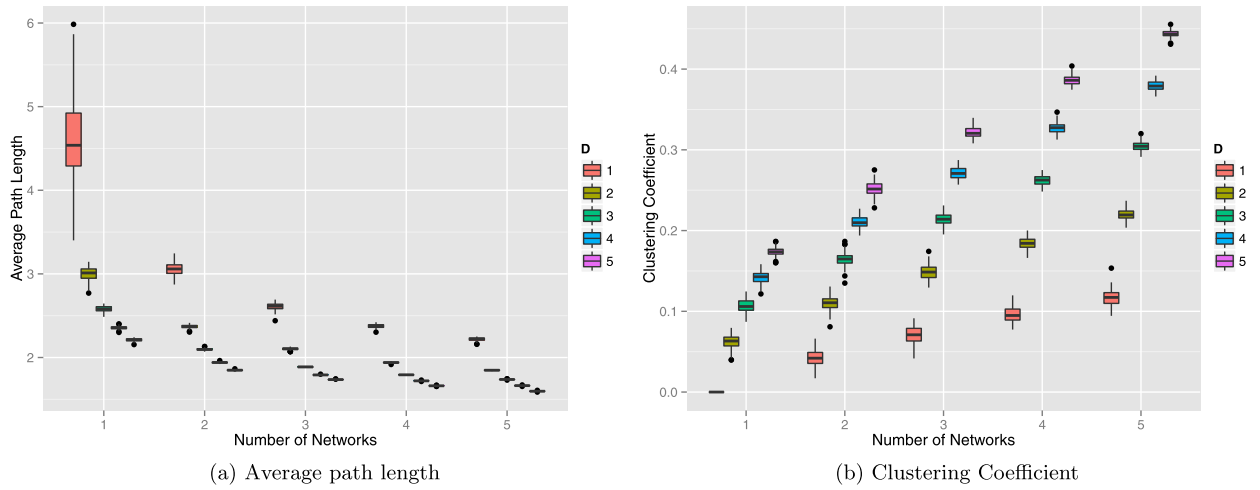 6
5
4
3
2
Average Path Length
1 2 3 4 5
Number of Networks
D
1
2
3
4
5
(a) Average path length
0.4
0.3
0.2
0.1
0.0
Clustering Coefficient
1 2 3 4 5
Number of Networks
D
1
2
3
4
5
(b) Clustering Coefficient